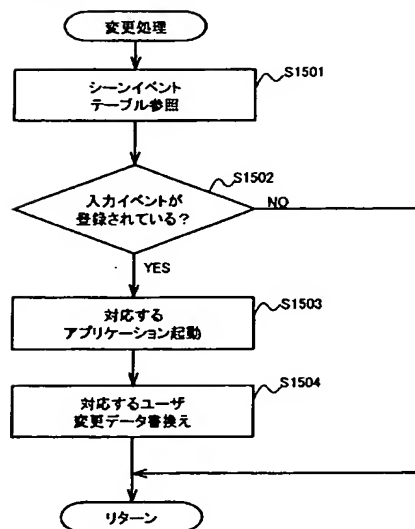 変更処理
シーンイベント
テーブル参照
S1501
入力イベントが
登録されている?
S1502
NO
YES
対応する
アプリケーション起動
S1503
対応するユーザ
変更データ書換え
S1504
リターン